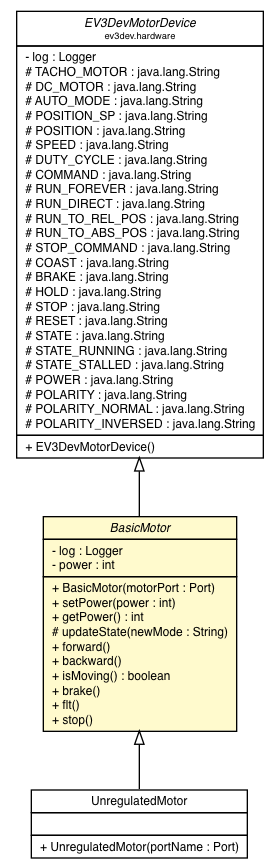 EV3DevMotorDevice
ev3dev.hardware
- log : Logger
# TACHO_MOTOR : java.lang.String
# DC_MOTOR : java.lang.String
# AUTO_MODE : java.lang.String
# POSITION_SP : java.lang.String
# POSITION : java.lang.String
# SPEED : java.lang.String
# DUTY_CYCLE : java.lang.String
# COMMAND : java.lang.String
# RUN_FOREVER : java.lang.String
# RUN_DIRECT : java.lang.String
# RUN_TO_REL_POS : java.lang.String
# RUN_TO_ABS_POS : java.lang.String
# STOP_COMMAND : java.lang.String
# COAST : java.lang.String
# BRAKE : java.lang.String
# HOLD : java.lang.String
# STOP : java.lang.String
# RESET : java.lang.String
# STATE : java.lang.String
# STATE_RUNNING : java.lang.String
# STATE_STALLED : java.lang.String
# POWER : java.lang.String
# POLARITY : java.lang.String
# POLARITY_NORMAL : java.lang.String
# POLARITY_INVERSED : java.lang.String
+ EV3DevMotorDevice()
BasicMotor
- log : Logger
- power : int
+ BasicMotor(motorPort : Port)
+ setPower(power : int)
+ getPower() : int
# updateState(newMode : String)
+ forward()
+ backward()
+ isMoving() : boolean
+ brake()
+ flt()
+ stop()
UnregulatedMotor
+ UnregulatedMotor(portName : Port)